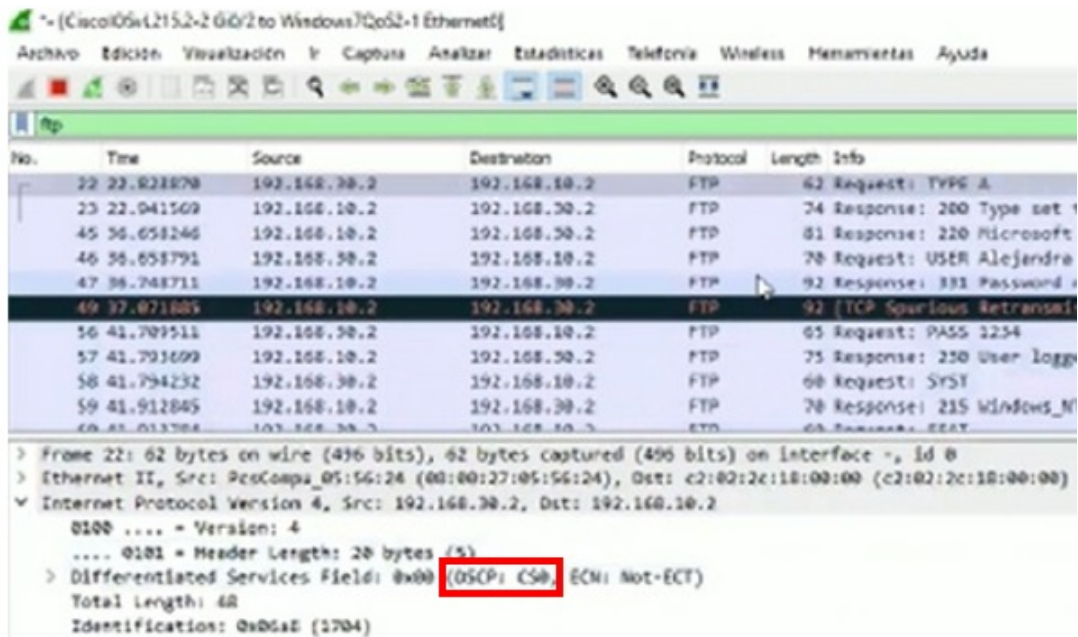 *- [CiscoIOSvL215.2-2 Gi0/2 to Windows7QoS2-1 Ethernet0]
Archivo Edición Visualización Ir Captura Analizar Estadísticas Telefonía Wireless Herramientas Ayuda
ftp
No. Time Source Destination Protocol Length Info
22 22.823870 192.168.30.2 192.168.10.2 FTP 62 Request: TYPE A
23 22.941569 192.168.10.2 192.168.30.2 FTP 74 Response: 200 Type set
45 36.658246 192.168.10.2 192.168.30.2 FTP 81 Response: 220 Microsoft
46 36.658791 192.168.30.2 192.168.10.2 FTP 70 Request: USER Alejandro
47 36.748711 192.168.10.2 192.168.30.2 FTP 92 Response: 331 Password
49 37.071885 192.168.10.2 192.168.30.2 FTP 92 [TCP Spurious Retransmis
56 41.709511 192.168.30.2 192.168.10.2 FTP 65 Request: PASS 1234
57 41.793699 192.168.10.2 192.168.30.2 FTP 75 Response: 230 User logge
58 41.794232 192.168.30.2 192.168.10.2 FTP 60 Request: SYST
59 41.912845 192.168.10.2 192.168.30.2 FTP 70 Response: 215 Windows_NT
Frame 22: 62 bytes on wire (496 bits), 62 bytes captured (496 bits) on interface -, id 0
Ethernet II, Src: PcsCompu_05:56:24 (08:00:27:05:56:24), Dst: c2:02:2c:18:00:00 (c2:02:2c:18:00:00)
Internet Protocol Version 4, Src: 192.168.30.2, Dst: 192.168.10.2
0100 .... = Version: 4
.... 0101 = Header Length: 20 bytes (5)
Differentiated Services Field: 0x00 (DSCP: CS0, ECN: Not-ECT)
Total Length: 48
Identification: 0x06a8 (1704)